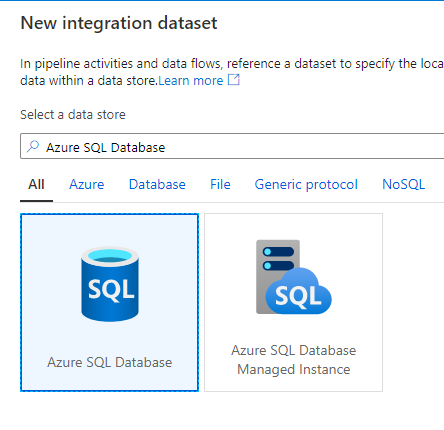 New integration dataset
In pipeline activities and data flows, reference a dataset to specify the loca
data within a data store.Learn more
Select a data store
Azure SQL Database
All Azure Database File Generic protocol NoSQL
SQL
SQL
Azure SQL Database
Azure SQL Database
Managed Instance